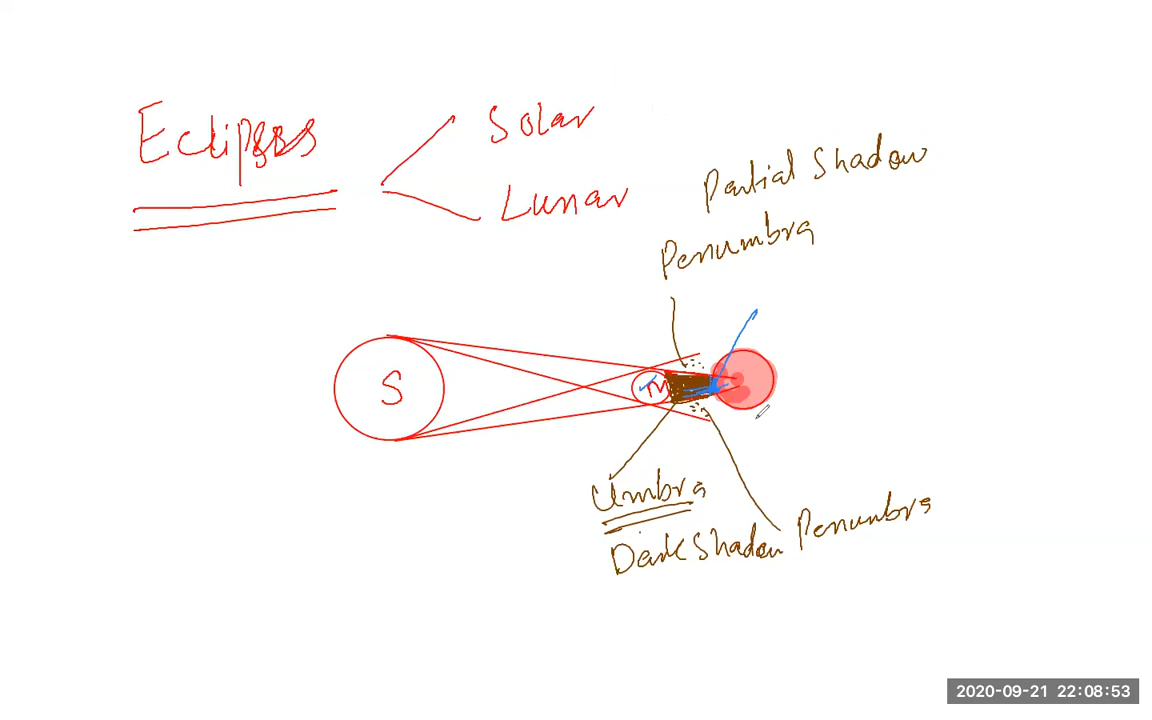 Eclipses
Solar
Lunar
Partial Shadow
Penumbra
S
M
Umbra
Dark Shadow
Penumbra
2020-09-21 22:08:53